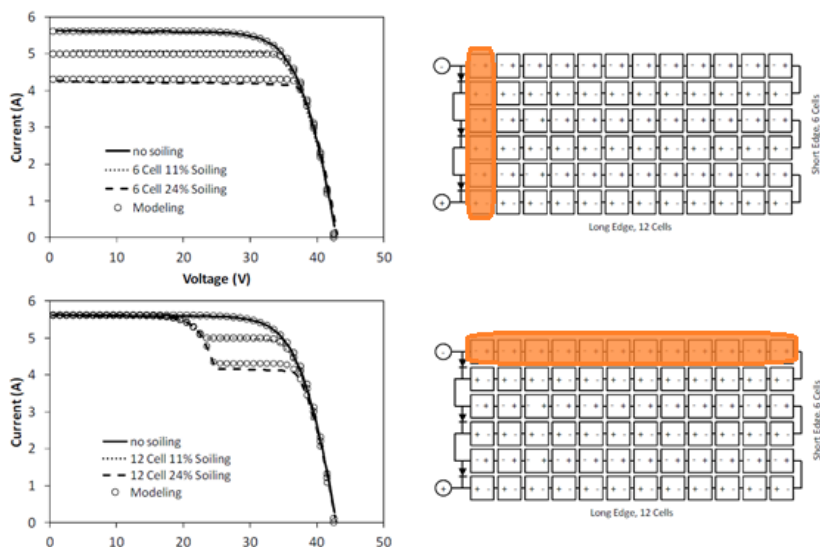 6
5
4
3
2
1
0
Current (A)
no soiling
6 Cell 11% Soiling
6 Cell 24% Soiling
Modeling
0
10
20
30
40
50
Voltage (V)
Short Edge, 6 Cells
Long Edge, 12 Cells
6
5
4
3
2
1
0
Current (A)
no soiling
12 Cell 11% Soiling
12 Cell 24% Soiling
Modeling
0
10
20
30
40
50
Short Edge, 6 Cells
Long Edge, 12 Cells